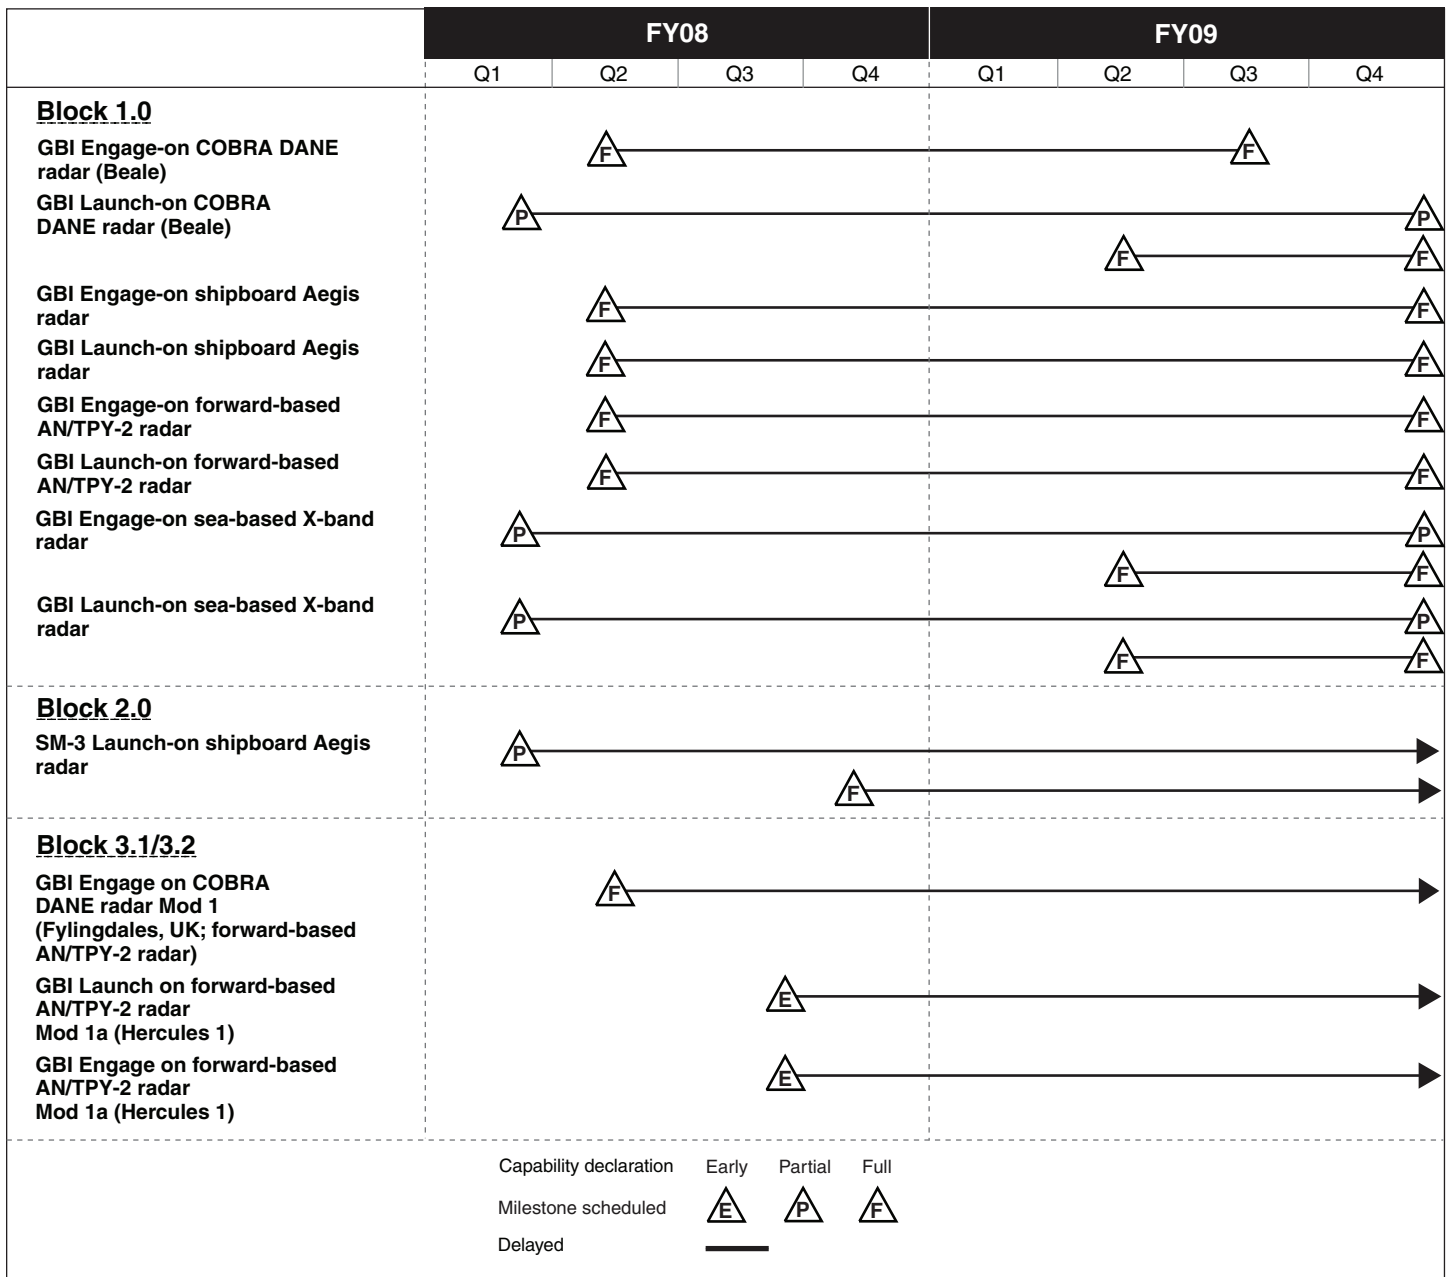 FY08 FY09
Q1 Q2 Q3 Q4 Q1 Q2 Q3 Q4
Block 1.0
GBI Engage-on COBRA DANE
radar (Beale)
F F
GBI Launch-on COBRA
DANE radar (Beale)
P P
F F
GBI Engage-on shipboard Aegis
radar
F F
GBI Launch-on shipboard Aegis
radar
F F
GBI Engage-on forward-based
AN/TPY-2 radar
F F
GBI Launch-on forward-based
AN/TPY-2 radar
F F
GBI Engage-on sea-based X-band
radar
P P
F F
GBI Launch-on sea-based X-band
radar
P P
F F
Block 2.0
SM-3 Launch-on shipboard Aegis
radar
P
F
Block 3.1/3.2
GBI Engage on COBRA
DANE radar Mod 1
(Fylingdales, UK; forward-based
AN/TPY-2 radar)
F
GBI Launch on forward-based
AN/TPY-2 radar
Mod 1a (Hercules 1)
E
GBI Engage on forward-based
AN/TPY-2 radar
Mod 1a (Hercules 1)
E
Capability declaration Early Partial Full
Milestone scheduled E P F
Delayed